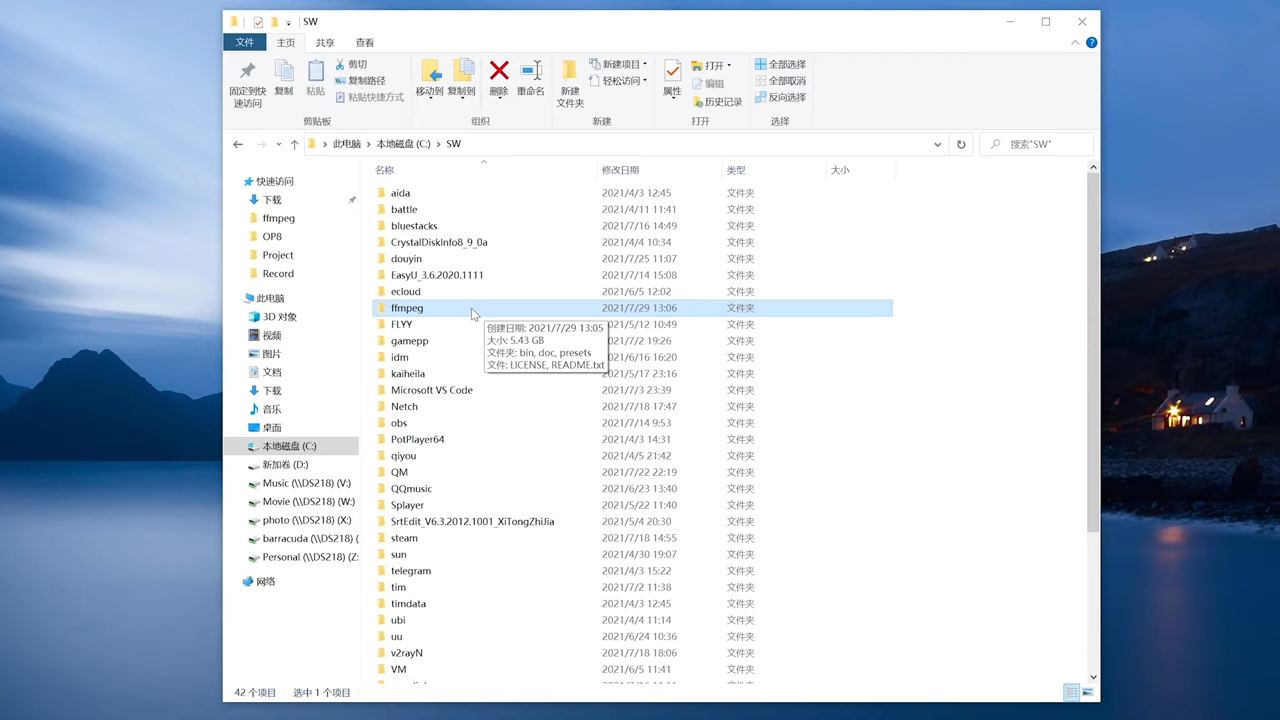 SW
文件
主页
共享
查看
固定到快速访问
复制
粘贴
剪切
复制路径
粘贴快捷方式
剪贴板
移动到
复制到
删除
重命名
组织
新建
文件夹
新建项目
轻松访问
新建
属性
打开
编辑
历史记录
打开
全部选择
全部取消
反向选择
选择
此电脑 > 本地磁盘 (C:) > SW
搜索"SW"
名称 修改日期 类型 大小
快速访问
下载
ffmpeg
OP8
Project
Record
此电脑
3D 对象
视频
图片
文档
下载
音乐
桌面
本地磁盘 (C:)
新加卷 (D:)
Music (\\DS218) (V:)
Movie (\\DS218) (W:)
photo (\\DS218) (X:)
barracuda (\\DS218) (
Personal (\\DS218) (Z:
网络
aida 2021/4/3 12:45 文件夹
battle 2021/4/11 11:41 文件夹
bluestacks 2021/7/16 14:49 文件夹
CrystalDiskInfo8_9_0a 2021/4/4 10:34 文件夹
douyin 2021/7/25 11:07 文件夹
EasyU_3.6.2020.1111 2021/7/14 15:08 文件夹
ecloud 2021/6/5 12:02 文件夹
ffmpeg 2021/7/29 13:06 文件夹
FLYY 2021/5/12 10:49 文件夹
gamepp 2021/7/2 19:26 文件夹
idm 2021/6/16 16:20 文件夹
kaiheila 2021/5/17 23:16 文件夹
Microsoft VS Code 2021/7/3 23:39 文件夹
Netch 2021/7/18 17:47 文件夹
obs 2021/7/14 9:53 文件夹
PotPlayer64 2021/4/3 14:31 文件夹
qiyou 2021/4/5 21:42 文件夹
QM 2021/7/22 22:19 文件夹
QQmusic 2021/6/23 13:40 文件夹
Splayer 2021/5/22 11:40 文件夹
SrtEdit_V6.3.2012.1001_XiTongZhiJia 2021/5/4 20:30 文件夹
steam 2021/7/18 14:55 文件夹
sun 2021/4/30 19:07 文件夹
telegram 2021/4/3 15:22 文件夹
tim 2021/7/2 11:38 文件夹
timdata 2021/4/3 12:45 文件夹
ubi 2021/4/4 11:14 文件夹
uu 2021/6/24 10:36 文件夹
v2rayN 2021/7/18 18:06 文件夹
VM 2021/6/5 11:41 文件夹
创建日期: 2021/7/29 13:05
大小: 5.43 GB
文件夹: bin, doc, presets
文件: LICENSE, README.txt
42 个项目 选中 1 个项目